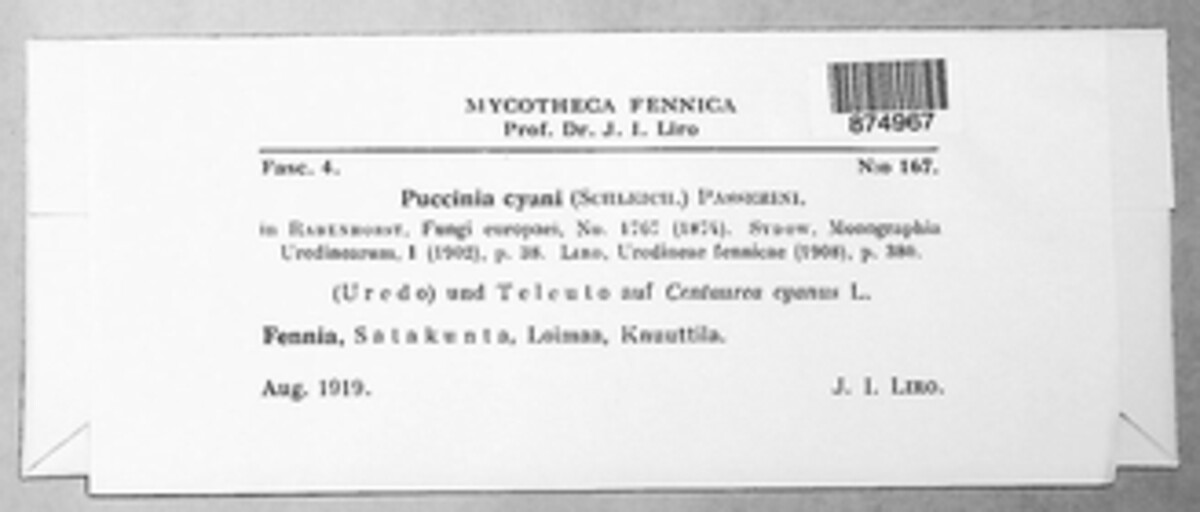 MYCOTHECA FENNICA
Prof. Dr. J. I. Liro
874967
Fasc. 4.
N:o 167.
Puccinia cyani (SCHLEICH.) PASSERINI,
in RABENHORST, Fungi europaei, No. 1767 (1874). SYDOW, Monographia
Uredinearum, I (1902), p. 38. LIRO, Uredineae fennicae (1908), p. 380.
(Uredo) und Teleuto auf Centaurea cyanus L.
Fennia, Satakunta, Loimaa, Knuuttila.
Aug. 1919.
J. I. LIRO.